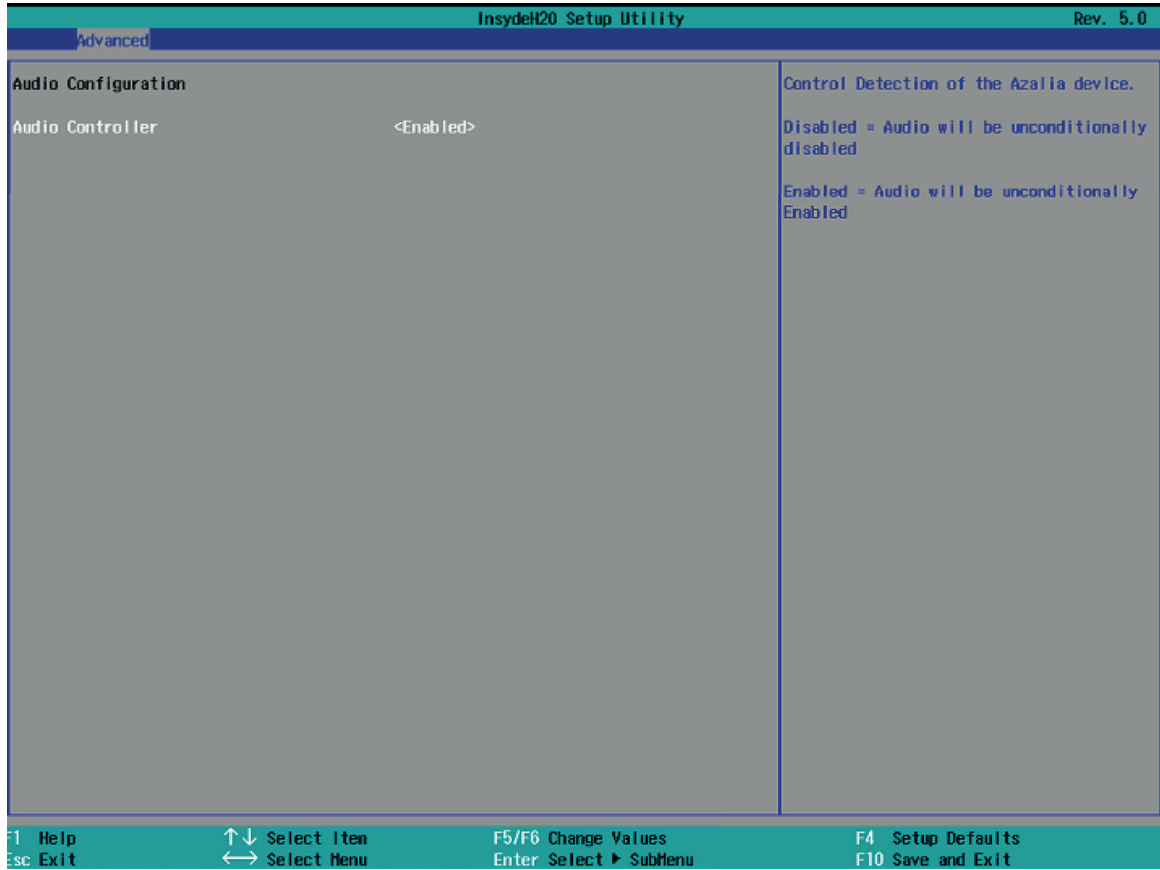 InsydeH20 Setup Utility Rev. 5.0
Advanced
Audio Configuration
Audio Controller <Enabled>
Control Detection of the Azalia device.
Disabled = Audio will be unconditionally
disabled
Enabled = Audio will be unconditionally
Enabled
F1 Help ↑↓ Select Item F5/F6 Change Values F4 Setup Defaults
Esc Exit ←→ Select Menu Enter Select ▶ SubMenu F10 Save and Exit